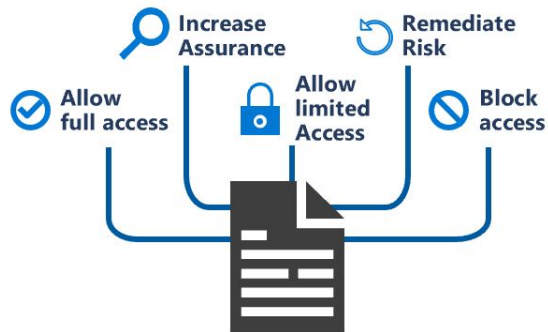 Increase
Assurance
Remediate
Risk
Allow
full access
Allow
limited
Access
Block
access